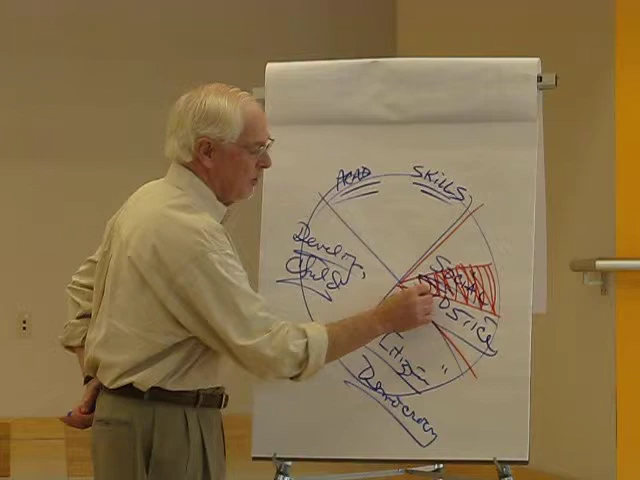 ACAD
SKills
Develop,
Child
Social
Justice
Citizen "
Democracy